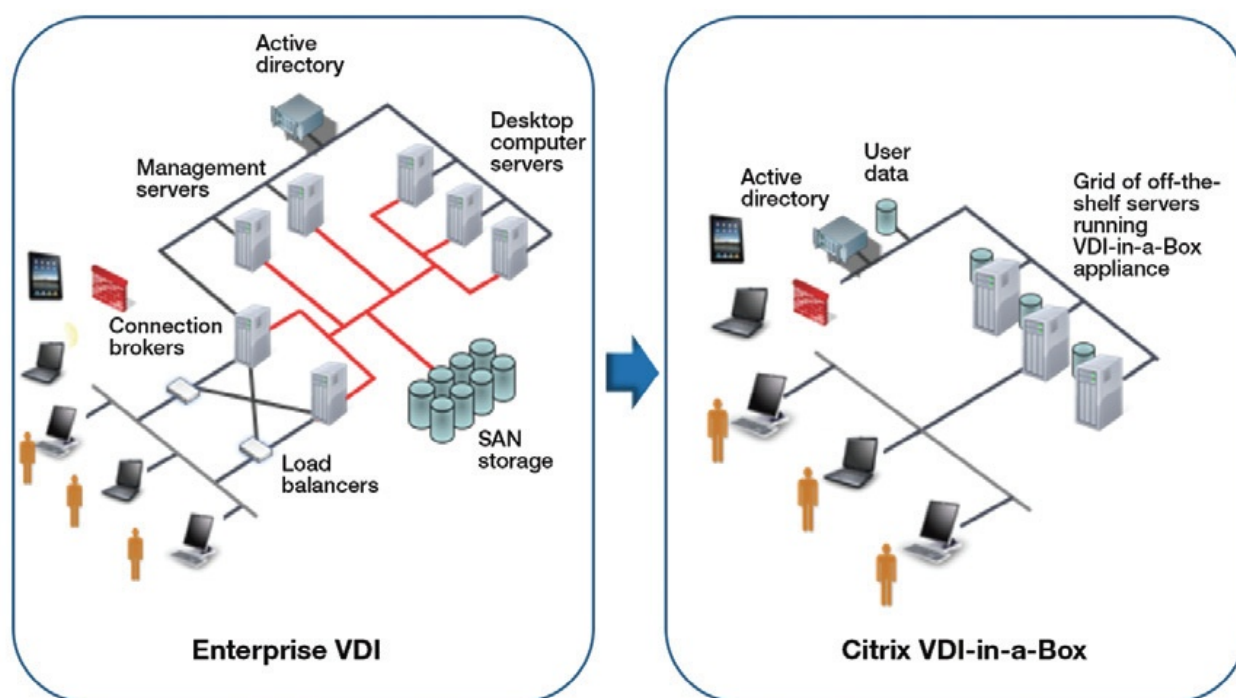 Active
directory
Desktop
computer
servers
Management
servers
Connection
brokers
SAN
storage
Load
balancers
Enterprise VDI
User
data
Active
directory
Grid of off-the-
shelf servers
running
VDI-in-a-Box
appliance
Citrix VDI-in-a-Box